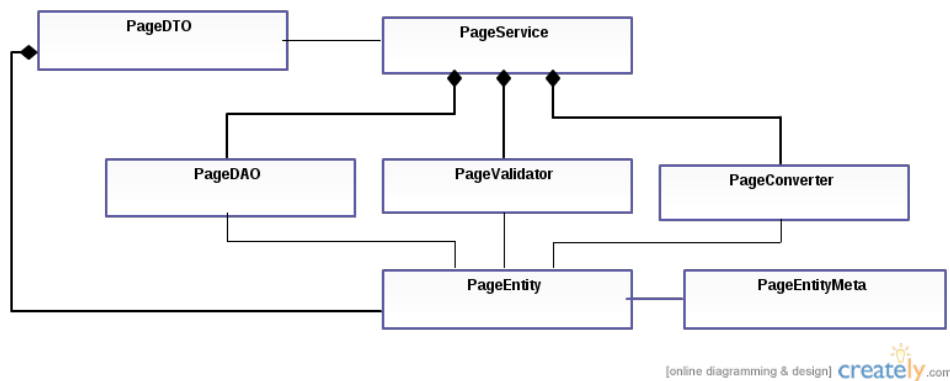 PageDTO
PageService
PageDAO
PageValidator
PageConverter
PageEntity
PageEntityMeta
[online diagramming & design] creately.com